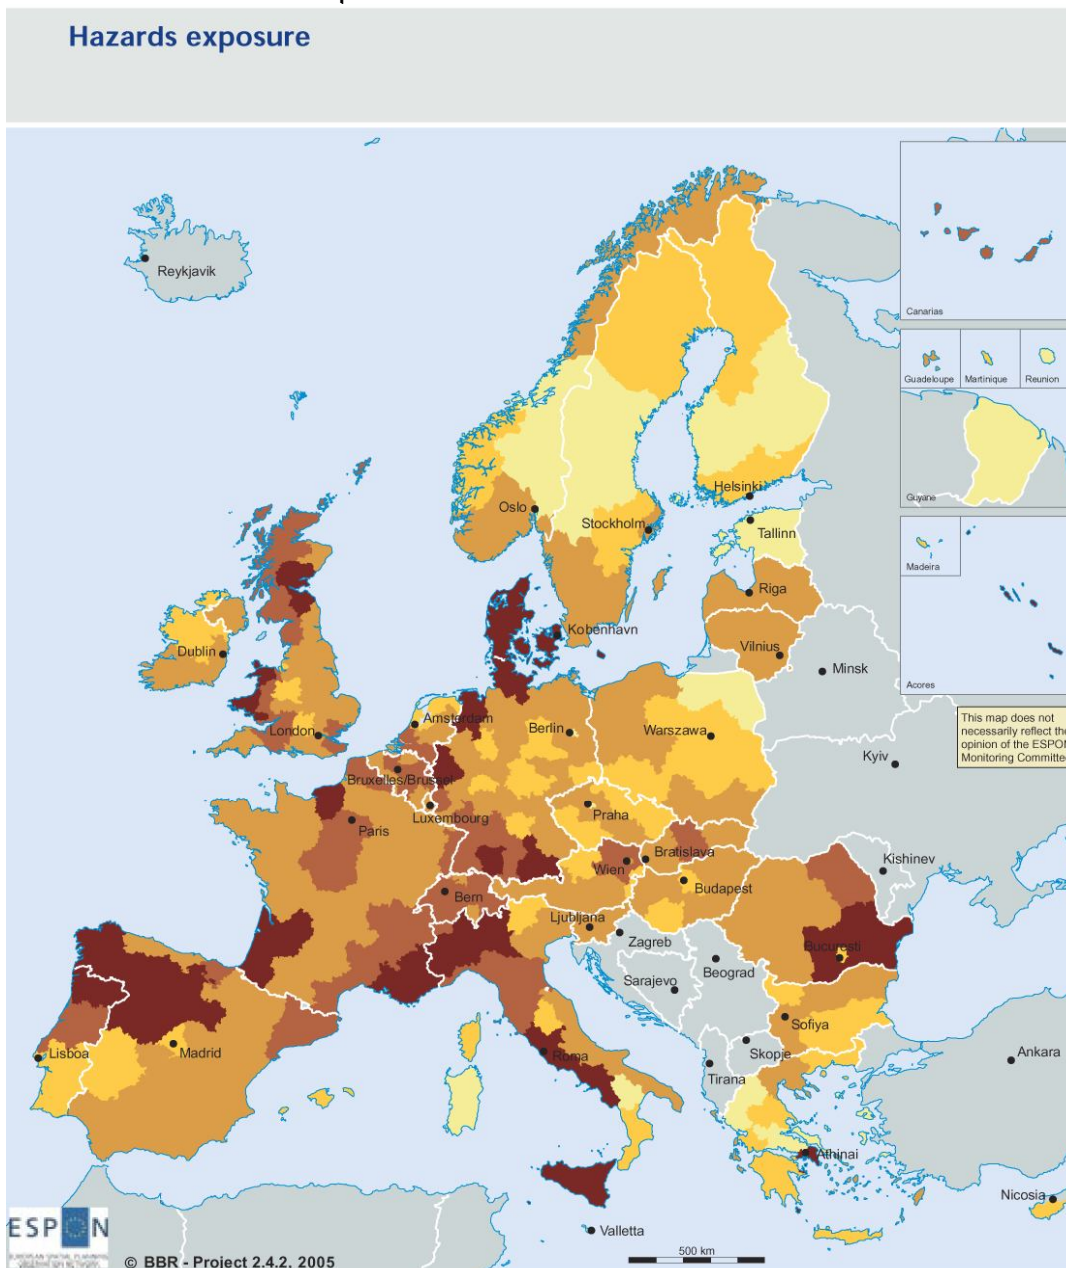 Hazards exposure
Reykjavik
Canarias
Guadeloupe
Martinique
Reunion
Guyane
Helsinki
Oslo
Stockholm
Tallinn
Madeira
Riga
Kobenhavn
Dublin
Vilnius
Minsk
Acores
Amsterdam
London
Berlin
Warszawa
This map does not
necessarily reflect the
opinion of the ESPON
Monitoring Committee
Kyiv
Bruxelles/Brussel
Luxembourg
Praha
Paris
Bratislava
Kishinev
Wien
Budapest
Bern
Ljubljana
Zagreb
Bucuresti
Beograd
Sarajevo
Sofiya
Lisboa
Madrid
Roma
Skopje
Ankara
Tirana
Athinai
Nicosia
ESPON
Valletta
500 km
© BBR - Project 2.4.2, 2005